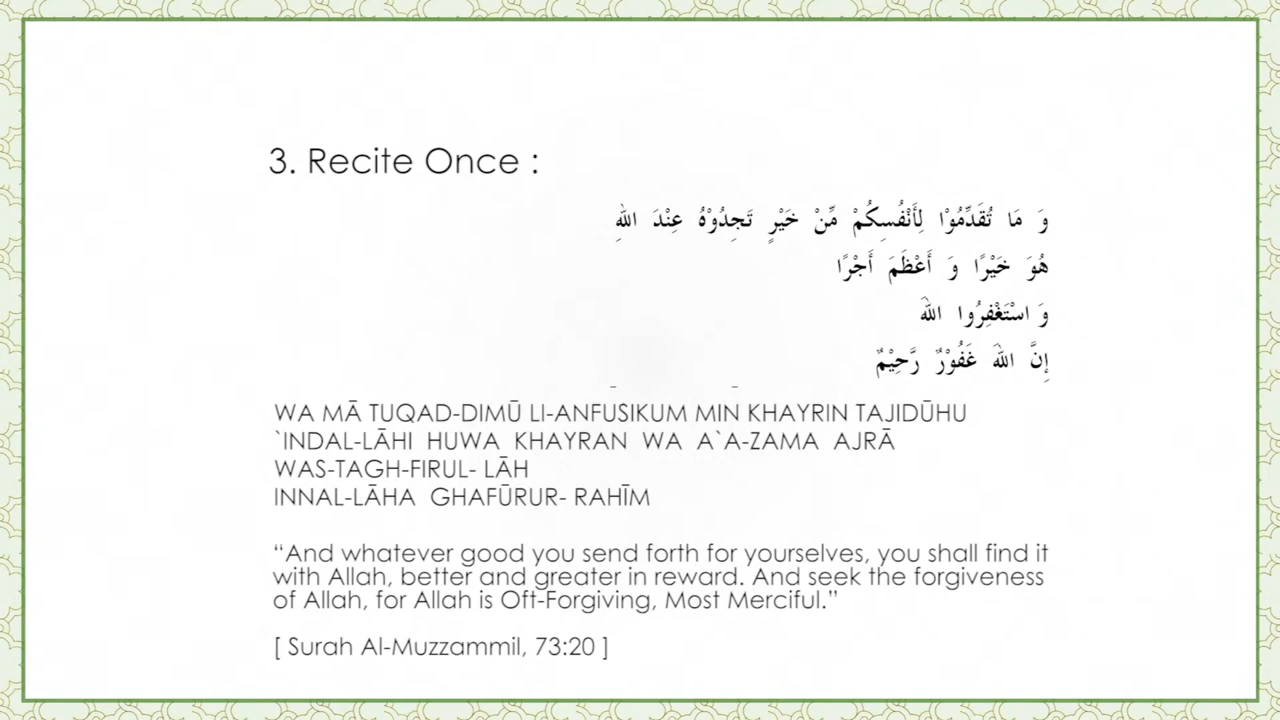 3. Recite Once :
وَ مَا تُقَدِّمُوْا لِأَنْفُسِكُمْ مِّنْ خَيْرٍ تَجِدُوْهُ عِنْدَ اللهِ
هُوَ خَيْرًا وَ أَعْظَمَ أَجْرًا
وَ اسْتَغْفِرُوا اللهَ
إِنَّ اللهَ غَفُوْرٌ رَّحِيْمٌ
WA MĀ TUQAD-DIMŪ LI-ANFUSIKUM MIN KHAYRIN TAJIDŪHU
`INDAL-LĀHI HUWA KHAYRAN WA A`A-ZAMA AJRĀ
WAS-TAGH-FIRUL- LĀH
INNAL-LĀHA GHAFŪRUR- RAHĪM
“And whatever good you send forth for yourselves, you shall find it
with Allah, better and greater in reward. And seek the forgiveness
of Allah, for Allah is Oft-Forgiving, Most Merciful.”
[ Surah Al-Muzzammil, 73:20 ]